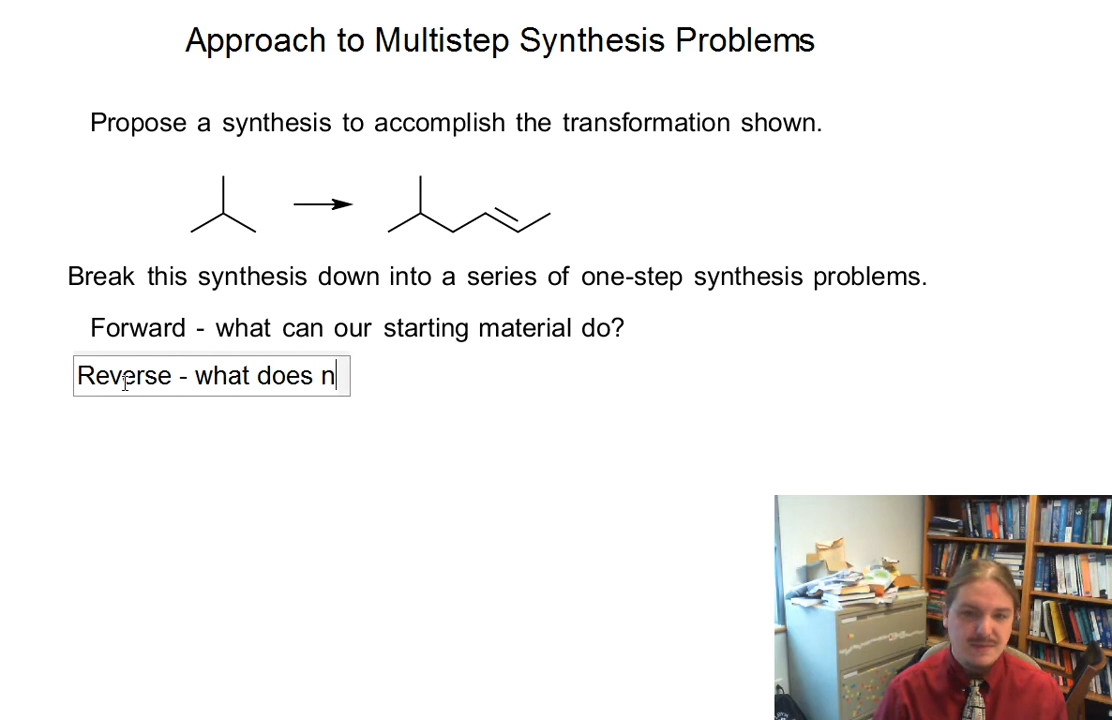 Approach to Multistep Synthesis Problems
Propose a synthesis to accomplish the transformation shown.
Break this synthesis down into a series of one-step synthesis problems.
Forward - what can our starting material do?
Reverse - what does n